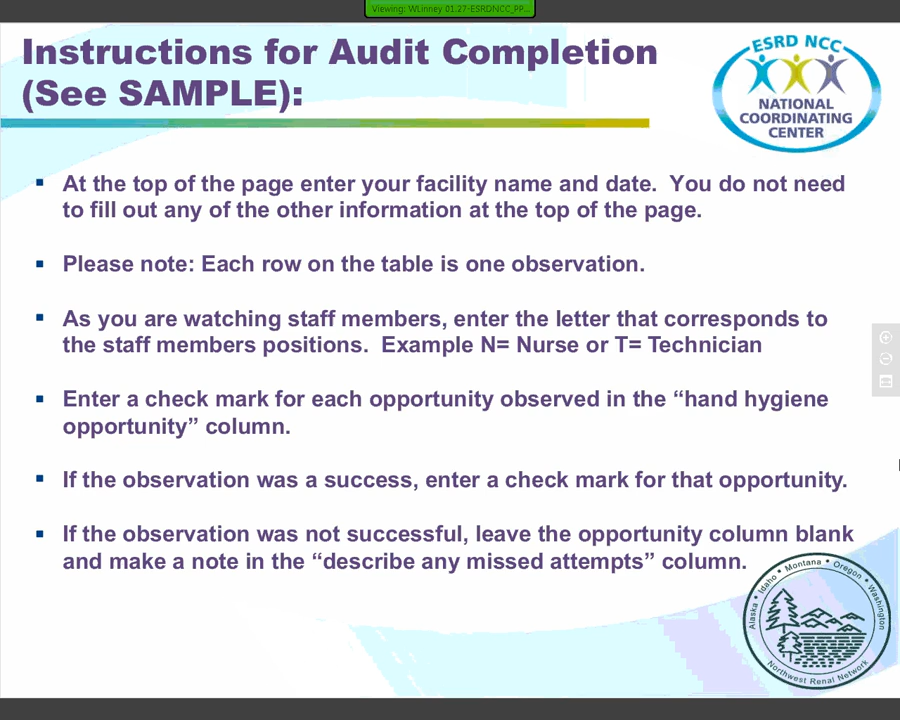 Viewing: WLinney 01.27-ESRDNCC_PP...
Instructions for Audit Completion
(See SAMPLE):
ESRD NCC
NATIONAL
COORDINATING
CENTER
At the top of the page enter your facility name and date. You do not need
to fill out any of the other information at the top of the page.
Please note: Each row on the table is one observation.
As you are watching staff members, enter the letter that corresponds to
the staff members positions. Example N= Nurse or T= Technician
Enter a check mark for each opportunity observed in the “hand hygiene
opportunity” column.
If the observation was a success, enter a check mark for that opportunity.
If the observation was not successful, leave the opportunity column blank
and make a note in the “describe any missed attempts” column.
Alaska • Idaho • Montana • Oregon • Washington
Northwest Renal Network